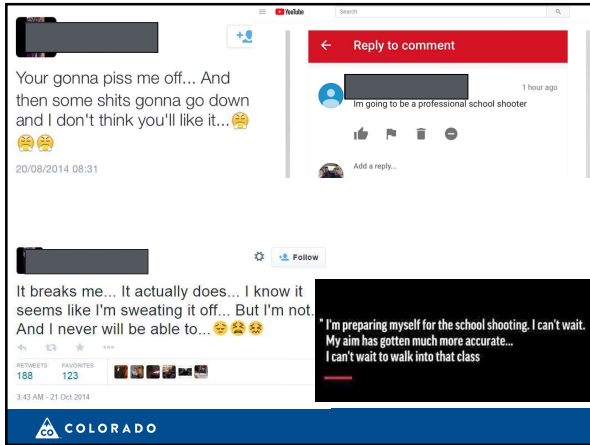 YouTube
Search
Your gonna piss me off... And
then some shits gonna go down
and I don't think you'll like it...😤
😤😤
20/08/2014 08:31
Reply to comment
1 hour ago
Im going to be a professional school shooter
Add a reply...
Follow
It breaks me... It actually does... I know it
seems like I'm sweating it off... But I'm not.
And I never will be able to...
RETWEETS FAVORITES
188 123
3:43 AM - 21 Oct 2014
" I'm preparing myself for the school shooting. I can't wait.
My aim has gotten much more accurate...
I can't wait to walk into that class
CO COLORADO